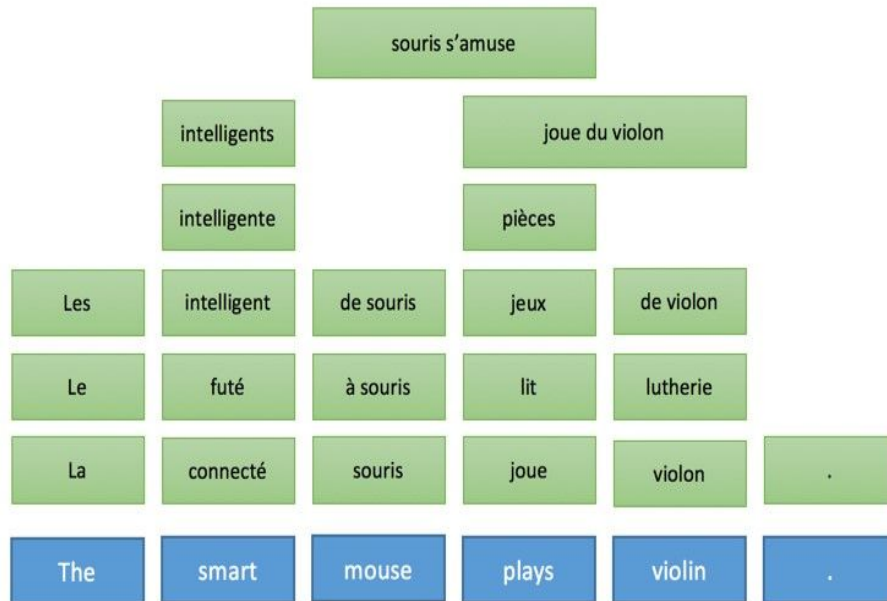 souris s’amuse
intelligents joue du violon
intelligente pièces
Les intelligent de souris jeux de violon
Le futé à souris lit lutherie
La connecté souris joue violon .
The smart mouse plays violin .